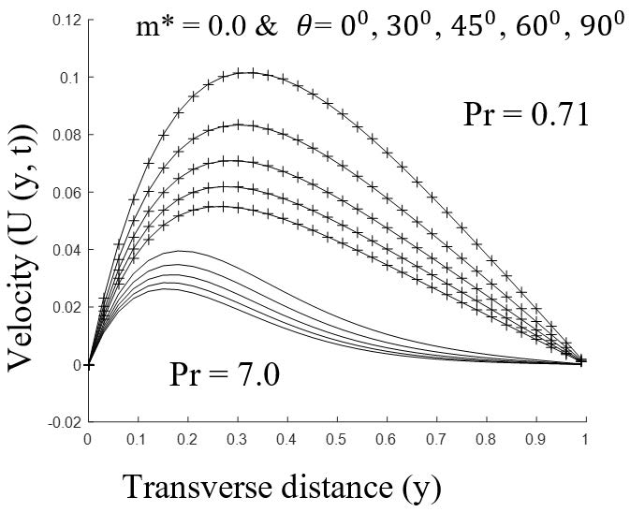 m* = 0.0 & θ= 0⁰, 30⁰, 45⁰, 60⁰, 90⁰
Pr = 0.71
Pr = 7.0
Velocity (U (y, t))
0.12
0.1
0.08
0.06
0.04
0.02
0
-0.02
0 0.1 0.2 0.3 0.4 0.5 0.6 0.7 0.8 0.9 1
Transverse distance (y)